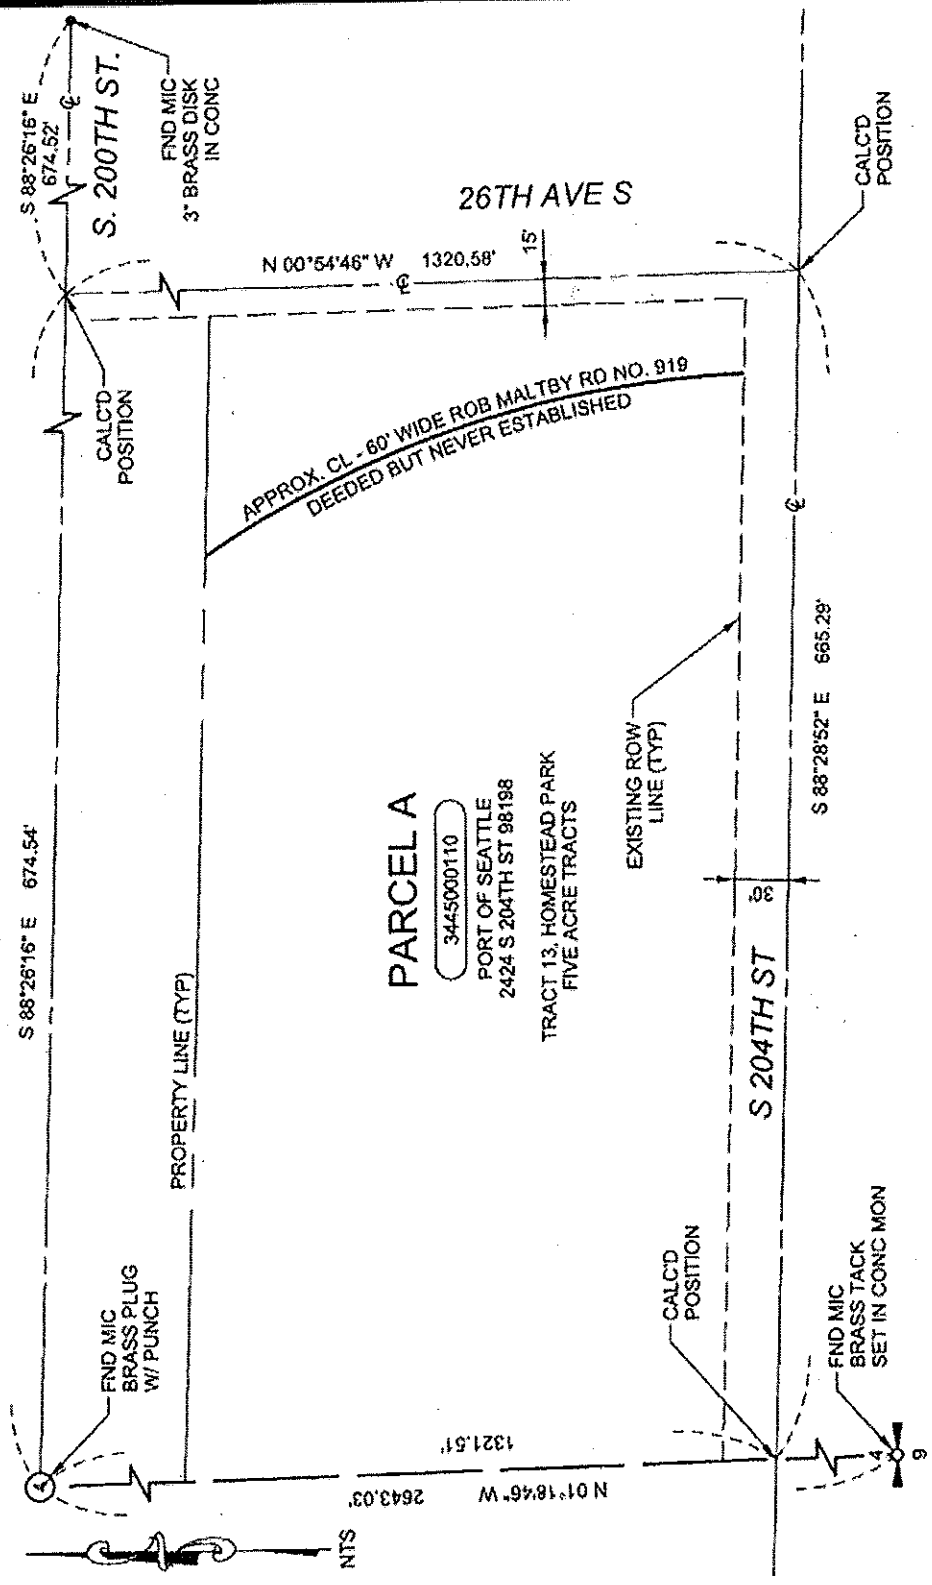 S 88°26'16" E
674.52'
℄
S. 200TH ST.
FND MIC
3" BRASS DISK
IN CONC
26TH AVE S
N 00°54'46" W 1320.58'
℄
15'
CALC'D
POSITION
CALC'D
POSITION
APPROX. CL - 60' WIDE ROB MALTBY RD NO. 919
DEEDED BUT NEVER ESTABLISHED
S 88°26'16" E 674.54'
PROPERTY LINE (TYP)
PARCEL A
3445000110
PORT OF SEATTLE
2424 S 204TH ST 98198
TRACT 13, HOMESTEAD PARK
FIVE ACRE TRACTS
EXISTING ROW
LINE (TYP)
℄
S 88°28'52" E 665.29'
30'
S 204TH ST
FND MIC
BRASS PLUG
W/ PUNCH
CALC'D
POSITION
FND MIC
BRASS TACK
SET IN CONC MON
1321.51'
N 01°18'46" W 2643.03'
4
9
NTS